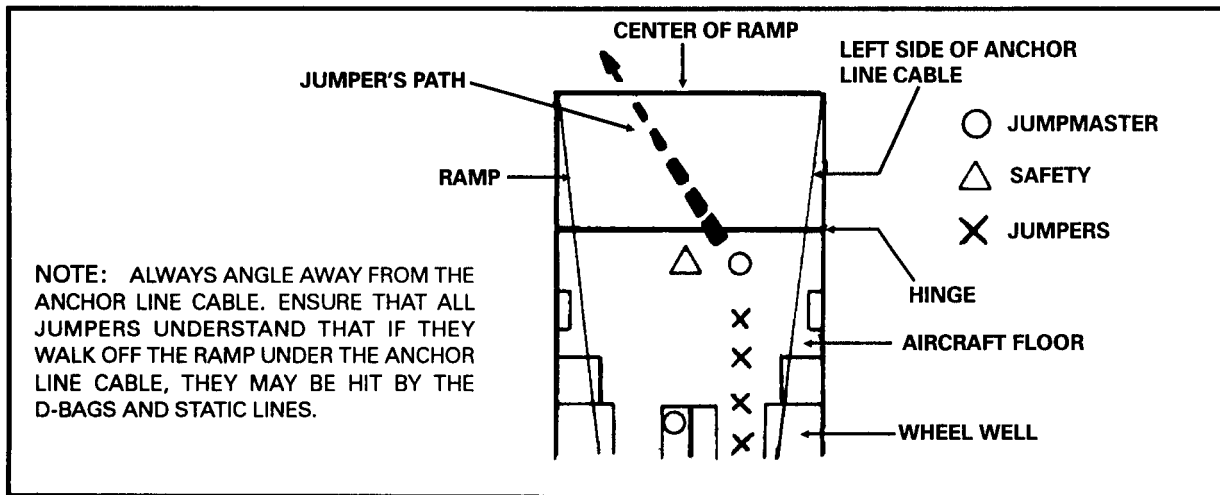 CENTER OF RAMP
JUMPER'S PATH
LEFT SIDE OF ANCHOR
LINE CABLE
JUMPMASTER
SAFETY
JUMPERS
RAMP
HINGE
AIRCRAFT FLOOR
WHEEL WELL
NOTE: ALWAYS ANGLE AWAY FROM THE
ANCHOR LINE CABLE. ENSURE THAT ALL
JUMPERS UNDERSTAND THAT IF THEY
WALK OFF THE RAMP UNDER THE ANCHOR
LINE CABLE, THEY MAY BE HIT BY THE
D-BAGS AND STATIC LINES.